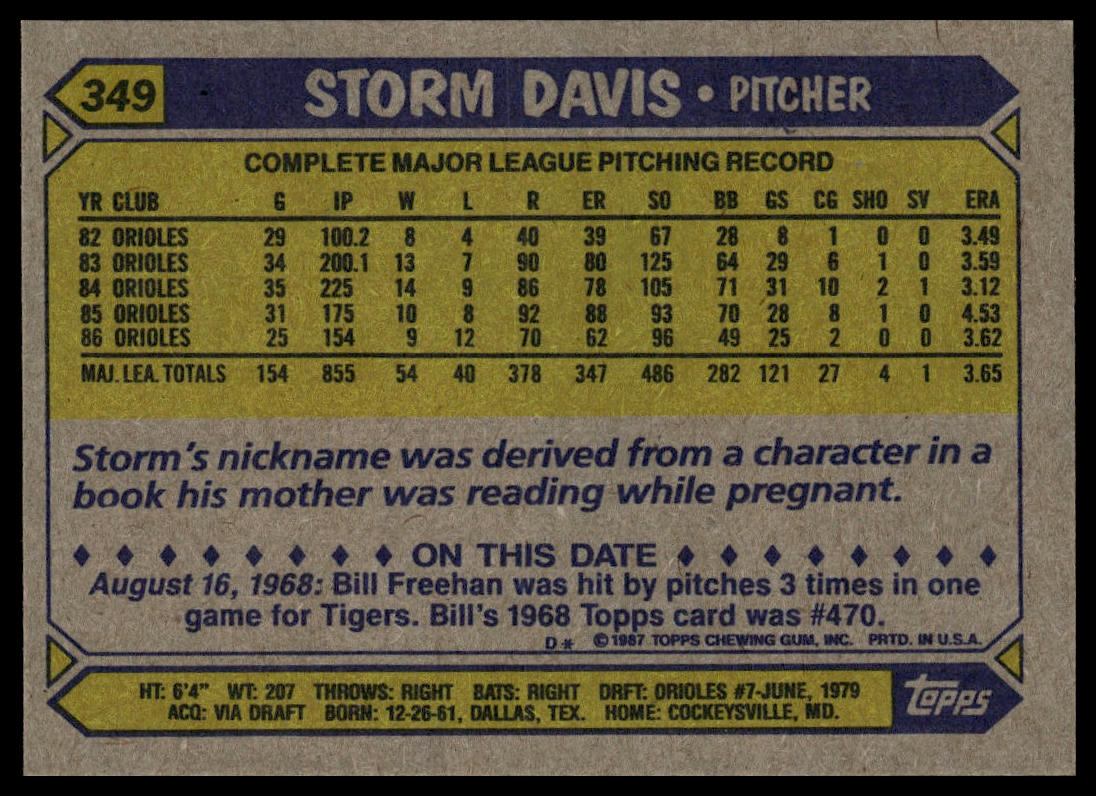 349 STORM DAVIS • PITCHER
COMPLETE MAJOR LEAGUE PITCHING RECORD
YR CLUB G IP W L R ER SO BB GS CG SHO SV ERA
82 ORIOLES 29 100.2 8 4 40 39 67 28 8 1 0 0 3.49
83 ORIOLES 34 200.1 13 7 90 80 125 64 29 6 1 0 3.59
84 ORIOLES 35 225 14 9 86 78 105 71 31 10 2 1 3.12
85 ORIOLES 31 175 10 8 92 88 93 70 28 8 1 0 4.53
86 ORIOLES 25 154 9 12 70 62 96 49 25 2 0 0 3.62
MAJ. LEA. TOTALS 154 855 54 40 378 347 486 282 121 27 4 1 3.65
Storm's nickname was derived from a character in a
book his mother was reading while pregnant.
ON THIS DATE
August 16, 1968: Bill Freehan was hit by pitches 3 times in one
game for Tigers. Bill's 1968 Topps card was #470.
D* ©1987 TOPPS CHEWING GUM, INC. PRTD. IN U.S.A.
HT: 6'4" WT: 207 THROWS: RIGHT BATS: RIGHT DRFT: ORIOLES #7-JUNE, 1979
ACQ: VIA DRAFT BORN: 12-26-61, DALLAS, TEX. HOME: COCKEYSVILLE, MD.
topps